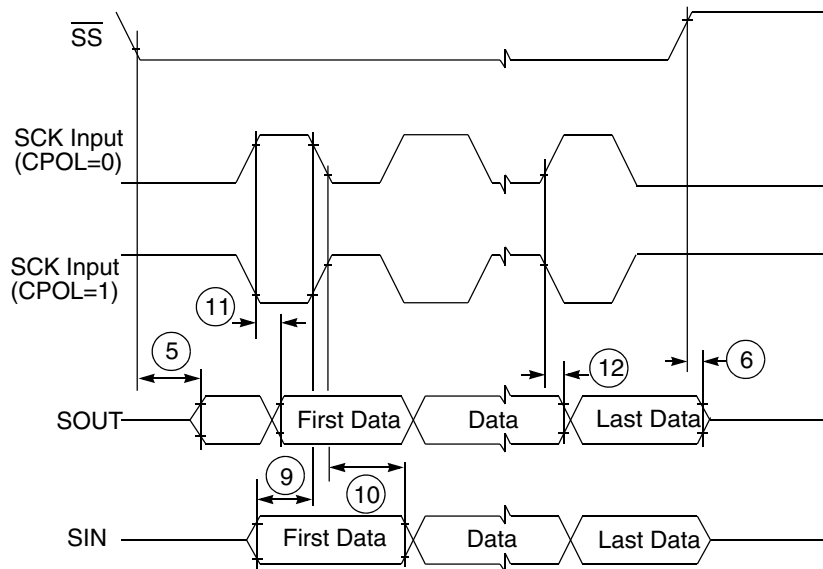 SS
SCK Input
(CPOL=0)
SCK Input
(CPOL=1)
11
5
12
6
SOUT
First Data
Data
Last Data
9
10
SIN
First Data
Data
Last Data